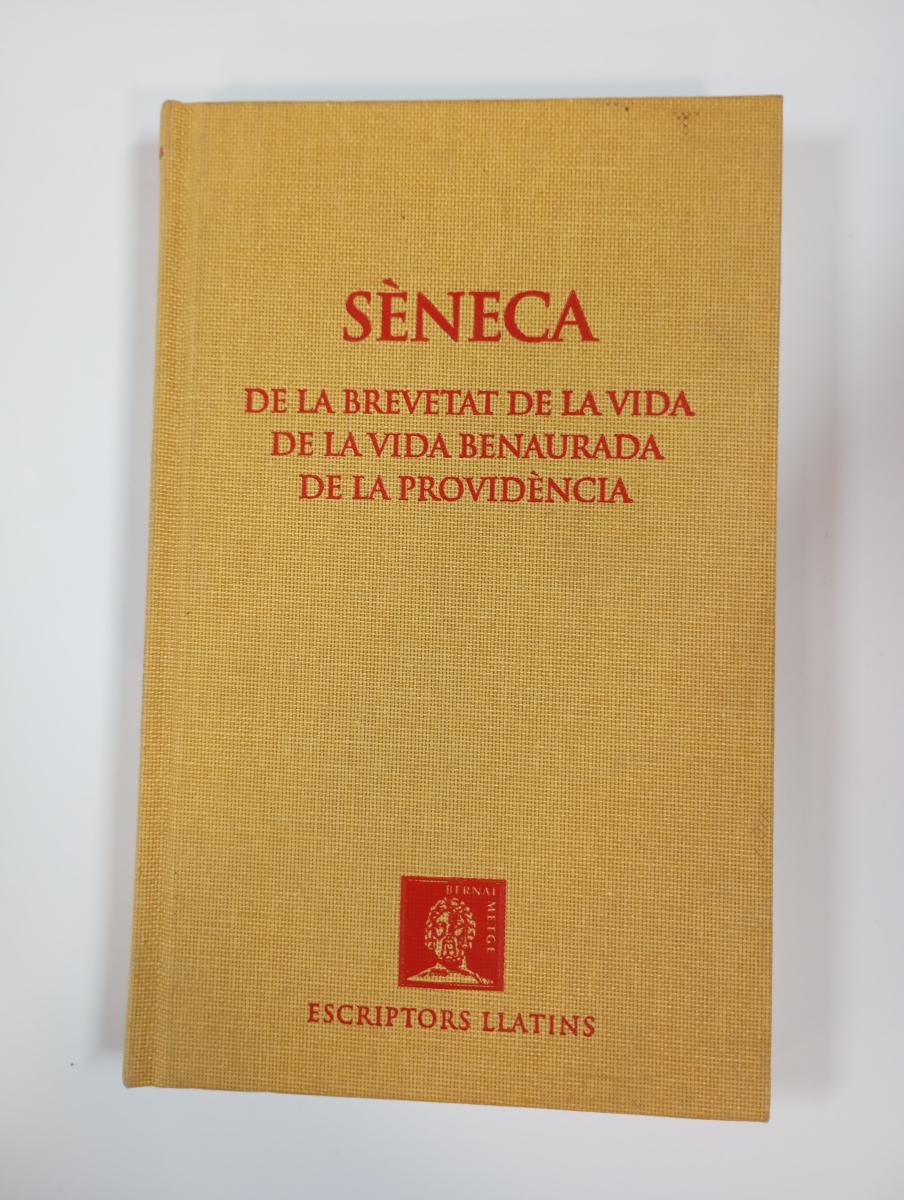 SÈNECA
DE LA BREVETAT DE LA VIDA
DE LA VIDA BENAURADA
DE LA PROVIDÈNCIA
BERNAT
METGE
ESCRIPTORS LLATINS